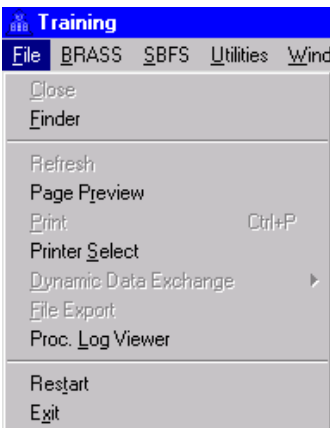 Training
File BRASS SBFS Utilities Wind
Close
Finder
Refresh
Page Preview
Print Ctrl+P
Printer Select
Dynamic Data Exchange
File Export
Proc. Log Viewer
Restart
Exit